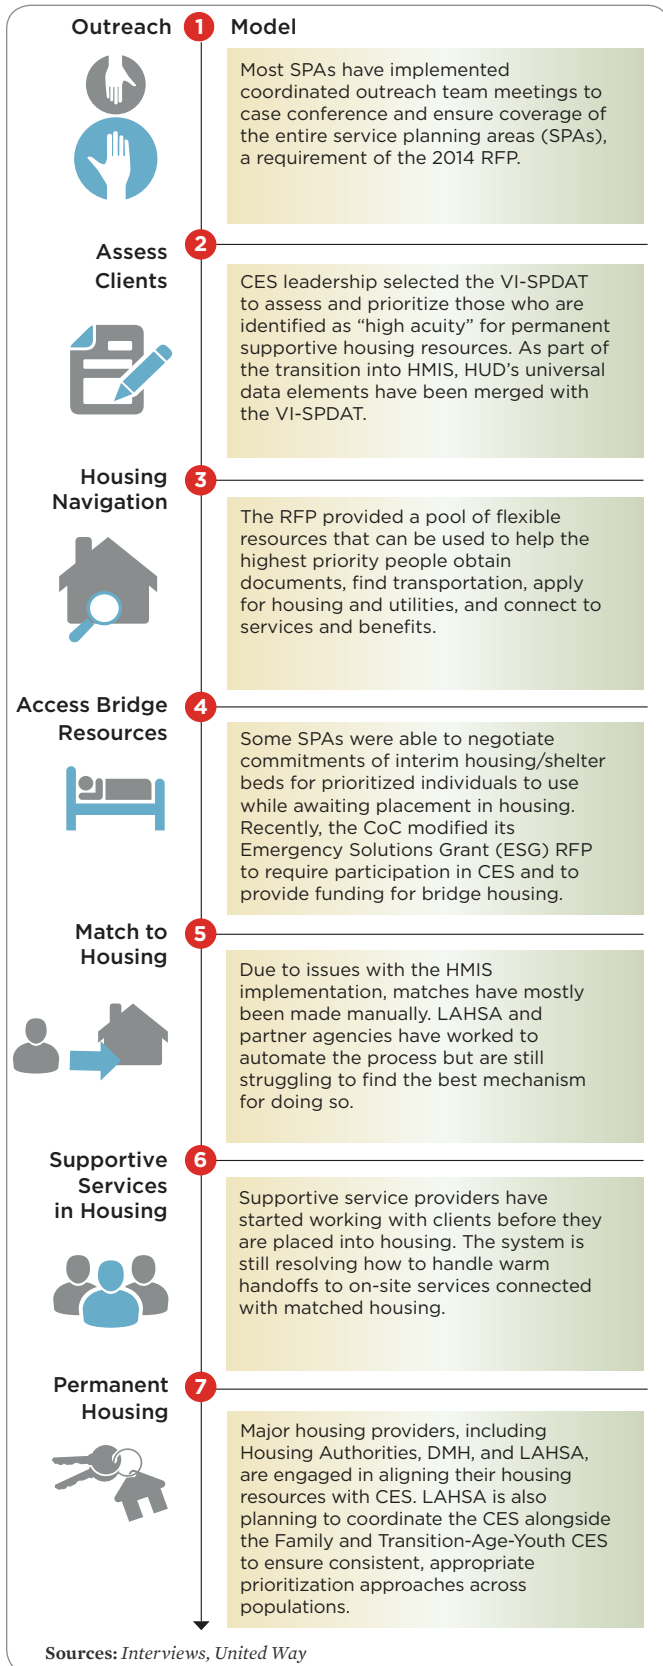 Outreach 1 Model
Most SPAs have implemented
coordinated outreach team meetings to
case conference and ensure coverage of
the entire service planning areas (SPAs),
a requirement of the 2014 RFP.
2
Assess
Clients
CES leadership selected the VI-SPDAT
to assess and prioritize those who are
identified as “high acuity” for permanent
supportive housing resources. As part of
the transition into HMIS, HUD’s universal
data elements have been merged with
the VI-SPDAT.
Housing 3
Navigation
The RFP provided a pool of flexible
resources that can be used to help the
highest priority people obtain
documents, find transportation, apply
for housing and utilities, and connect to
services and benefits.
Access Bridge 4
Resources
Some SPAs were able to negotiate
commitments of interim housing/shelter
beds for prioritized individuals to use
while awaiting placement in housing.
Recently, the CoC modified its
Emergency Solutions Grant (ESG) RFP
to require participation in CES and to
provide funding for bridge housing.
Match to 5
Housing
Due to issues with the HMIS
implementation, matches have mostly
been made manually. LAHSA and
partner agencies have worked to
automate the process but are still
struggling to find the best mechanism
for doing so.
Supportive 6
Services
in Housing
Supportive service providers have
started working with clients before they
are placed into housing. The system is
still resolving how to handle warm
handoffs to on-site services connected
with matched housing.
Permanent 7
Housing
Major housing providers, including
Housing Authorities, DMH, and LAHSA,
are engaged in aligning their housing
resources with CES. LAHSA is also
planning to coordinate the CES alongside
the Family and Transition-Age-Youth CES
to ensure consistent, appropriate
prioritization approaches across
populations.
Sources: Interviews, United Way